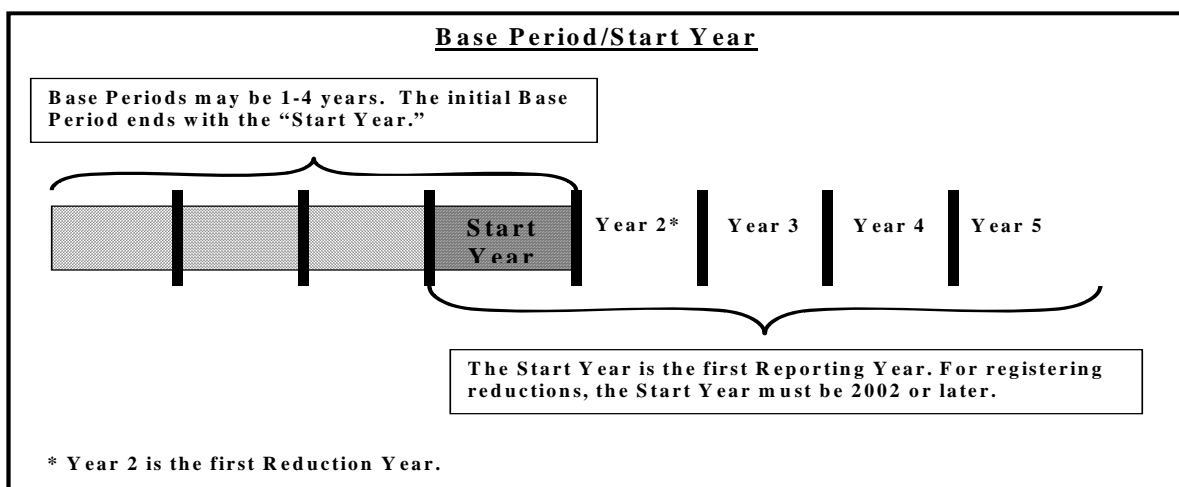 Base Period/Start Year
Base Periods may be 1-4 years. The initial Base
Period ends with the “Start Year.”
Start
Year
Year 2*
Year 3
Year 4
Year 5
The Start Year is the first Reporting Year. For registering
reductions, the Start Year must be 2002 or later.
* Year 2 is the first Reduction Year.